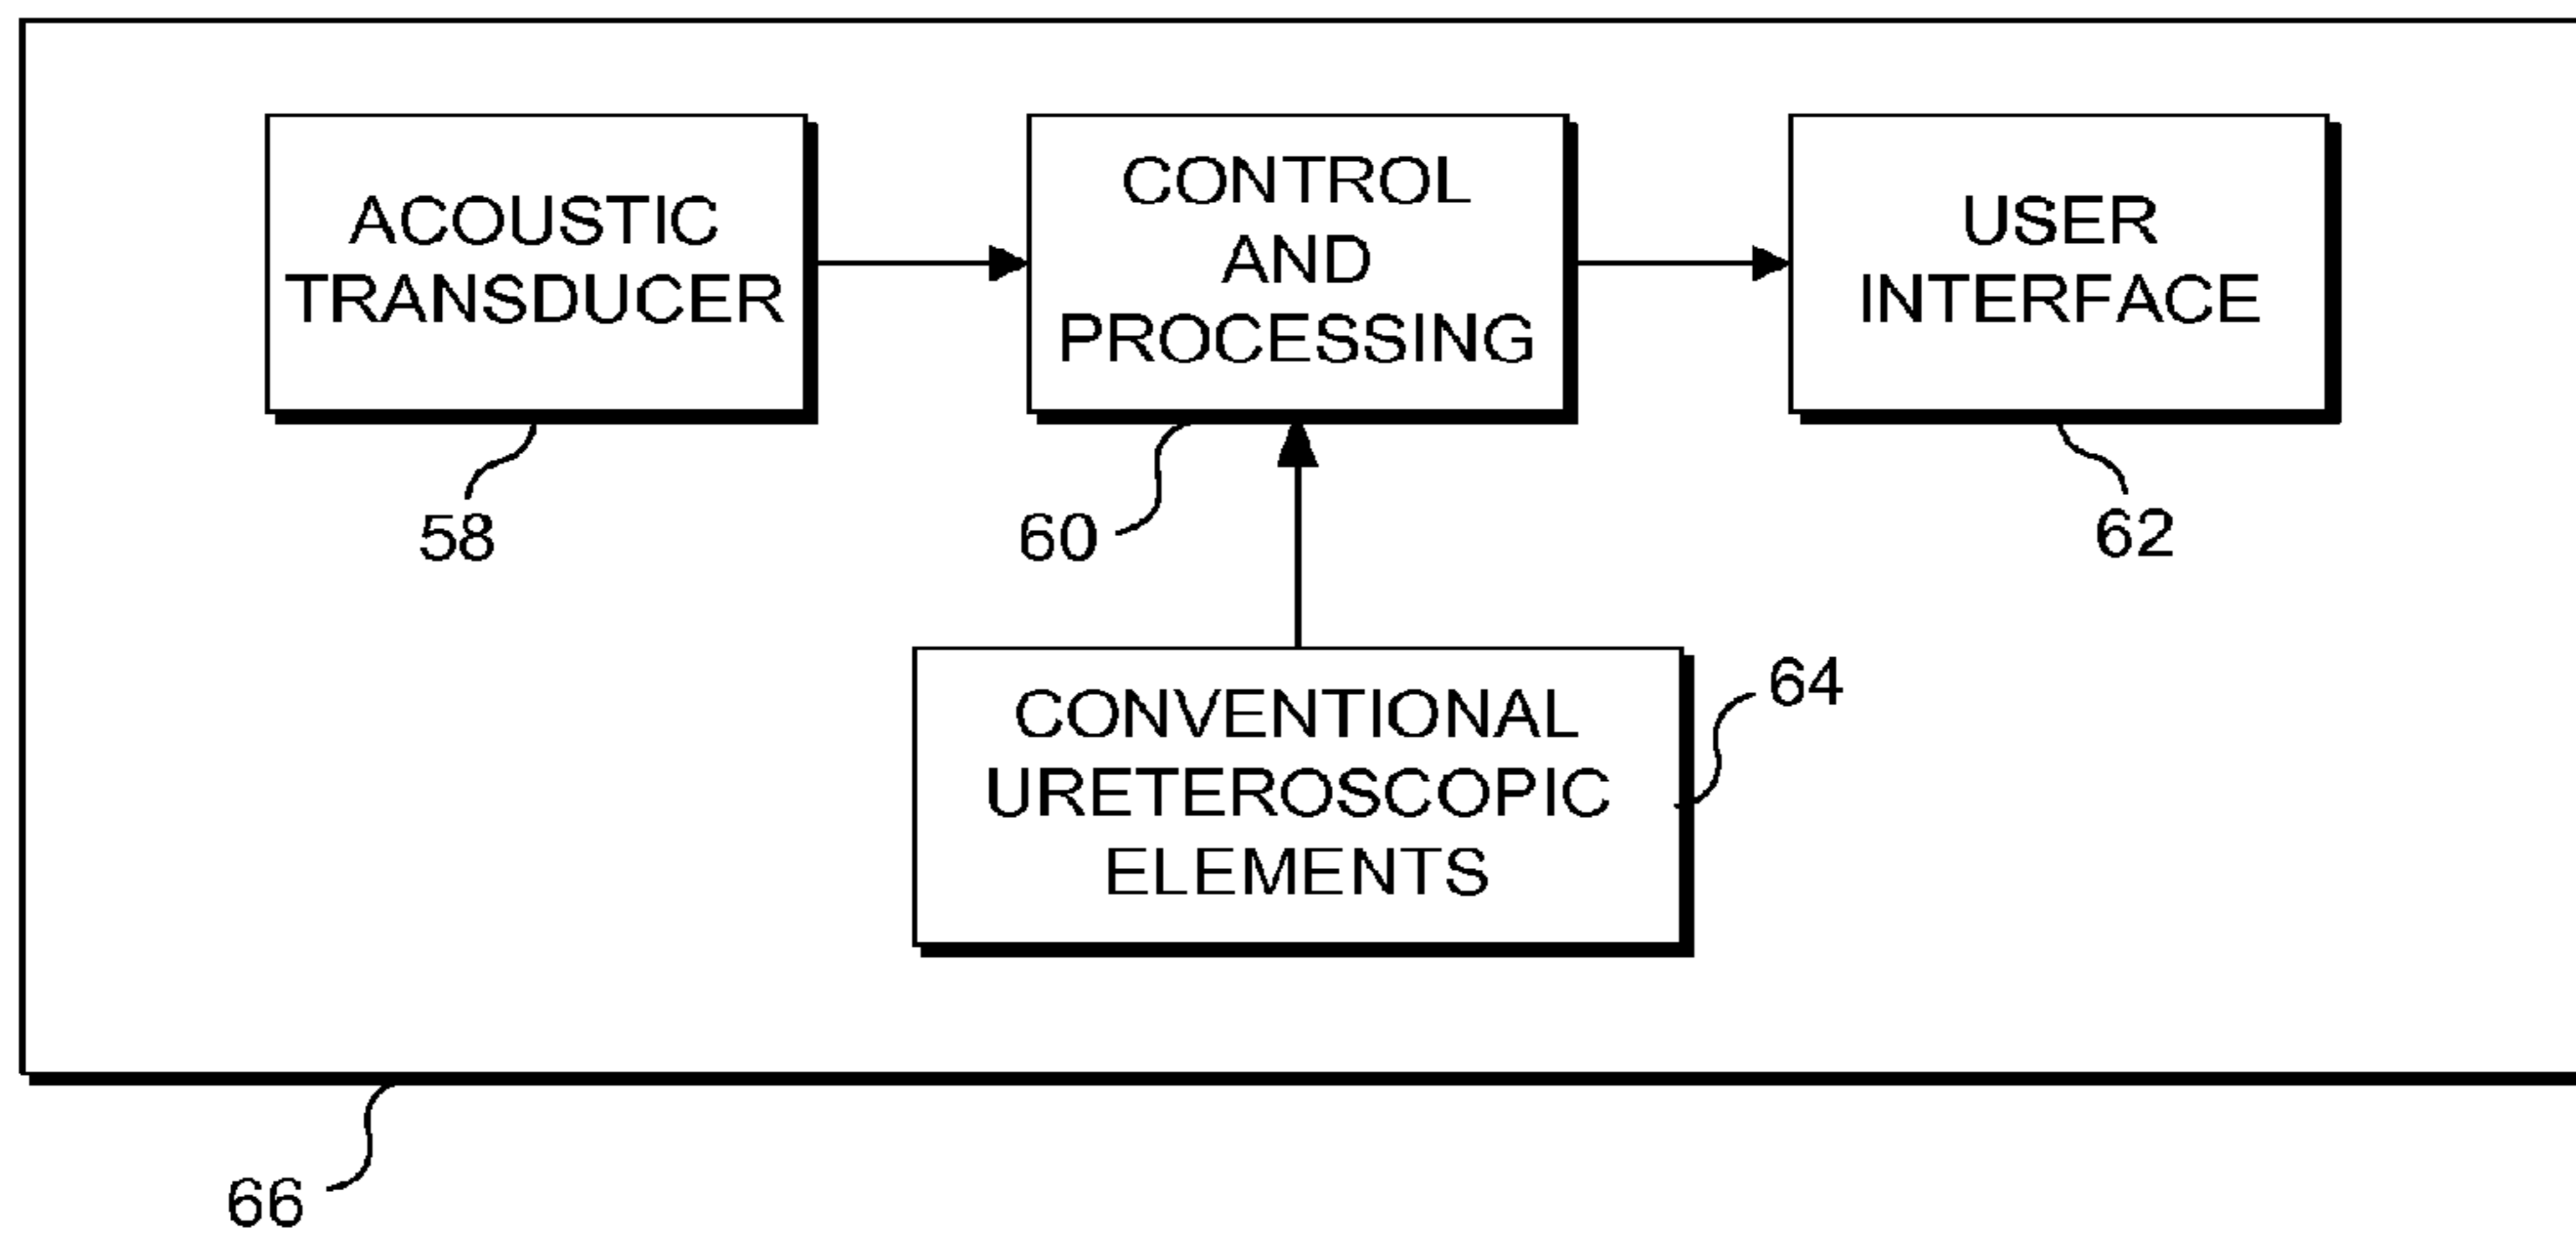 ACOUSTIC
TRANSDUCER
CONTROL
AND
PROCESSING
USER
INTERFACE
58
60
62
CONVENTIONAL
URETEROSCOPIC
ELEMENTS
64
66